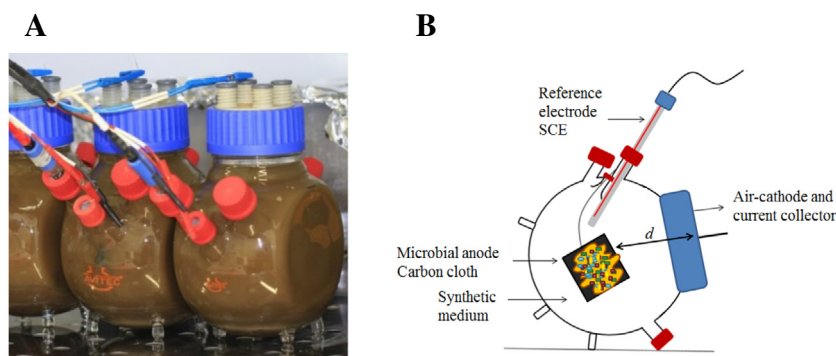 A
B
Reference
electrode
SCE
Air-cathode and
current collector
d
Microbial anode
Carbon cloth
Synthetic
medium